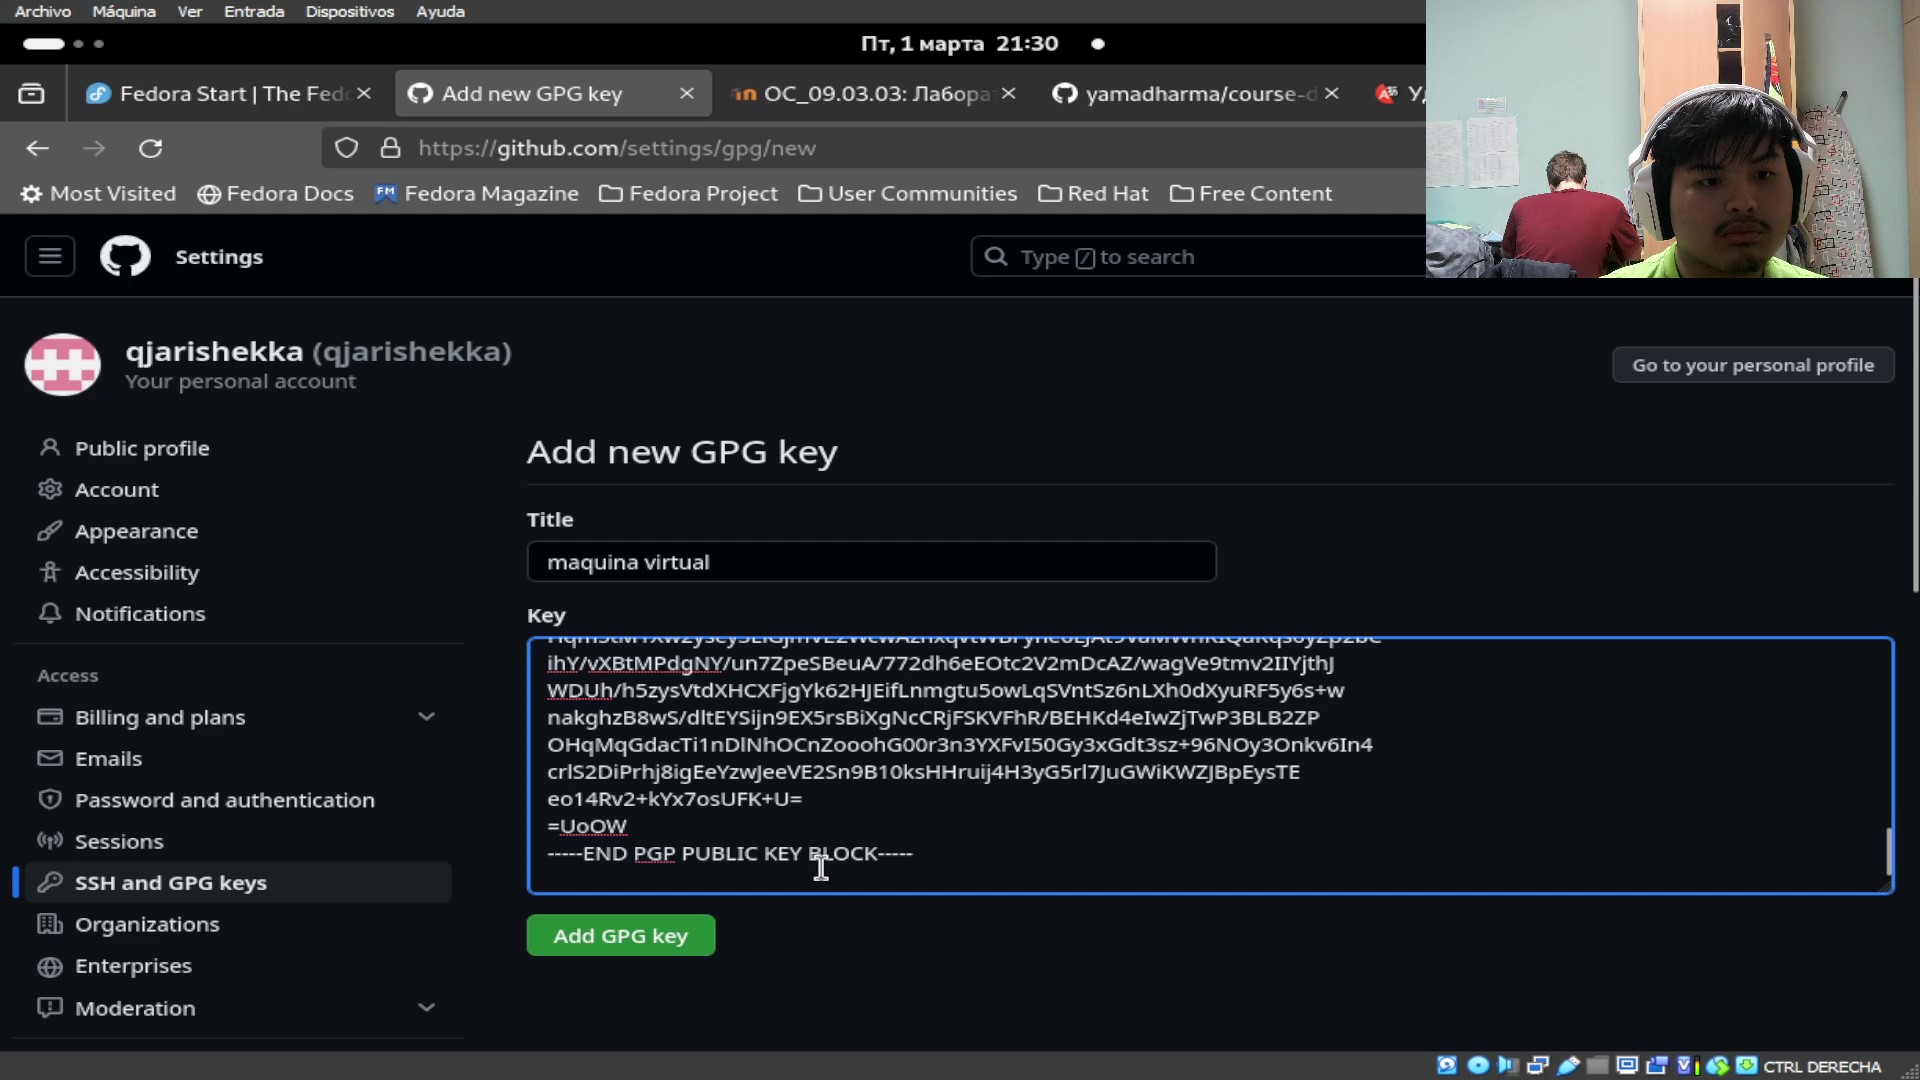 Archivo Máquina Ver Entrada Dispositivos Ayuda
Пт, 1 марта 21:30
Fedora Start | The Fed
Add new GPG key
ОС_09.03.03: Лабора
yamadharma/course-d
https://github.com/settings/gpg/new
Most Visited Fedora Docs Fedora Magazine Fedora Project User Communities Red Hat Free Content
Settings
Type / to search
qjarishekka (qjarishekka)
Your personal account
Go to your personal profile
Public profile
Account
Appearance
Accessibility
Notifications
Access
Billing and plans
Emails
Password and authentication
Sessions
SSH and GPG keys
Organizations
Enterprises
Moderation
Add new GPG key
Title
maquina virtual
Key
ihY/vXBtMPdgNY/un7ZpeSBeuA/772dh6eEOtc2V2mDcAZ/wagVe9tmv2IIYjthJ
WDUh/h5zysVtdXHCXFjgYk62HJEifLnmgtu5owLqSVntSz6nLXh0dXyuRF5y6s+w
nakghzB8wS/dltEYSijn9EX5rsBiXgNcCRjFSKVFhR/BEHKd4eIwZjTwP3BLB2ZP
OHqMqGdacTi1nDlNhOCnZooohG00r3n3YXFvI50Gy3xGdt3sz+96NOy3Onkv6In4
crlS2DiPrhj8igEeYzwJeeVE2Sn9B10ksHHruij4H3yG5rl7JuGWiKWZJBpEysTE
eo14Rv2+kYx7osUFK+U=
=UoOW
-----END PGP PUBLIC KEY BLOCK-----
Add GPG key
CTRL DERECHA